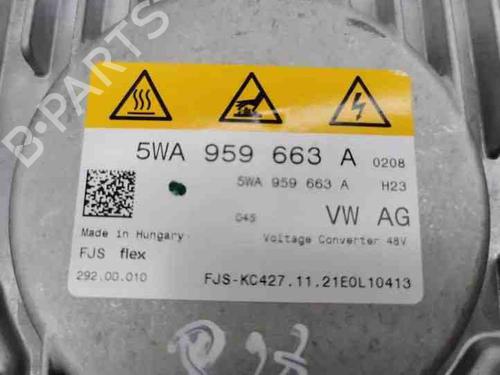 B-PARTS
5WA 959 663 A 0208
5WA 959 663 A H23
045 VW AG
Made in Hungary Voltage Converter 48V
FJS flex
292.00.010 FJS-KC427.11.21E0L10413